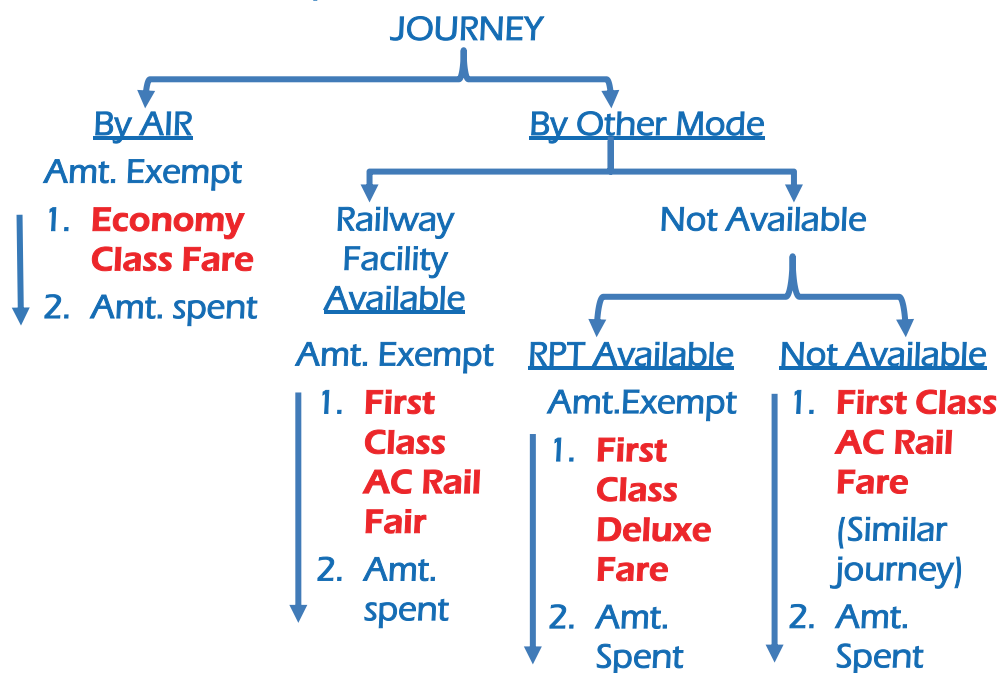 JOURNEY
By AIR
Amt. Exempt
1. Economy
Class Fare
2. Amt. spent
By Other Mode
Railway
Facility
Available
Amt. Exempt
1. First
Class
AC Rail
Fair
2. Amt.
spent
Not Available
RPT Available
Amt.Exempt
1. First
Class
Deluxe
Fare
2. Amt.
Spent
Not Available
1. First Class
AC Rail
Fare
(Similar
journey)
2. Amt.
Spent